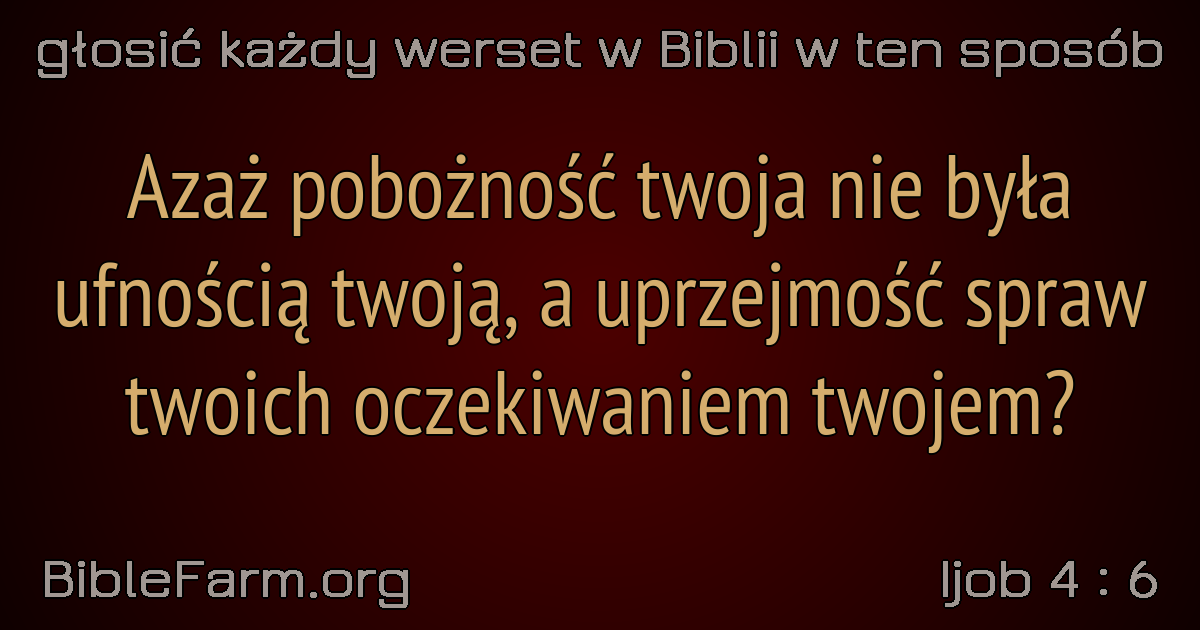 głosić każdy werset w Biblii w ten sposób
Azaż pobożność twoja nie była
ufnością twoją, a uprzejmość spraw
twoich oczekiwaniem twojem?
BibleFarm.org
Ijob 4 : 6